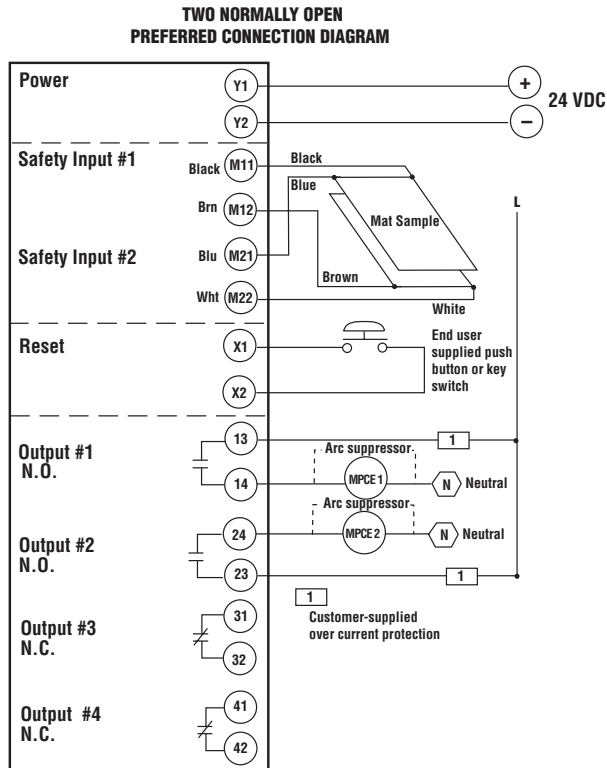 TWO NORMALLY OPEN
PREFERRED CONNECTION DIAGRAM
Power
Y1
+
24 VDC
Y2
−
Safety Input #1
Black
M11
Black
Blue
Brn
M12
Mat Sample
L
Safety Input #2
Blu
M21
Brown
Wht
M22
White
Reset
X1
End user
supplied push
button or key
switch
X2
Output #1
N.O.
13
1
Arc suppressor
14
MPCE 1
N
Neutral
Arc suppressor
Output #2
N.O.
24
MPCE 2
N
Neutral
23
1
1
Customer-supplied
over current protection
Output #3
N.C.
31
32
Output #4
N.C.
41
42